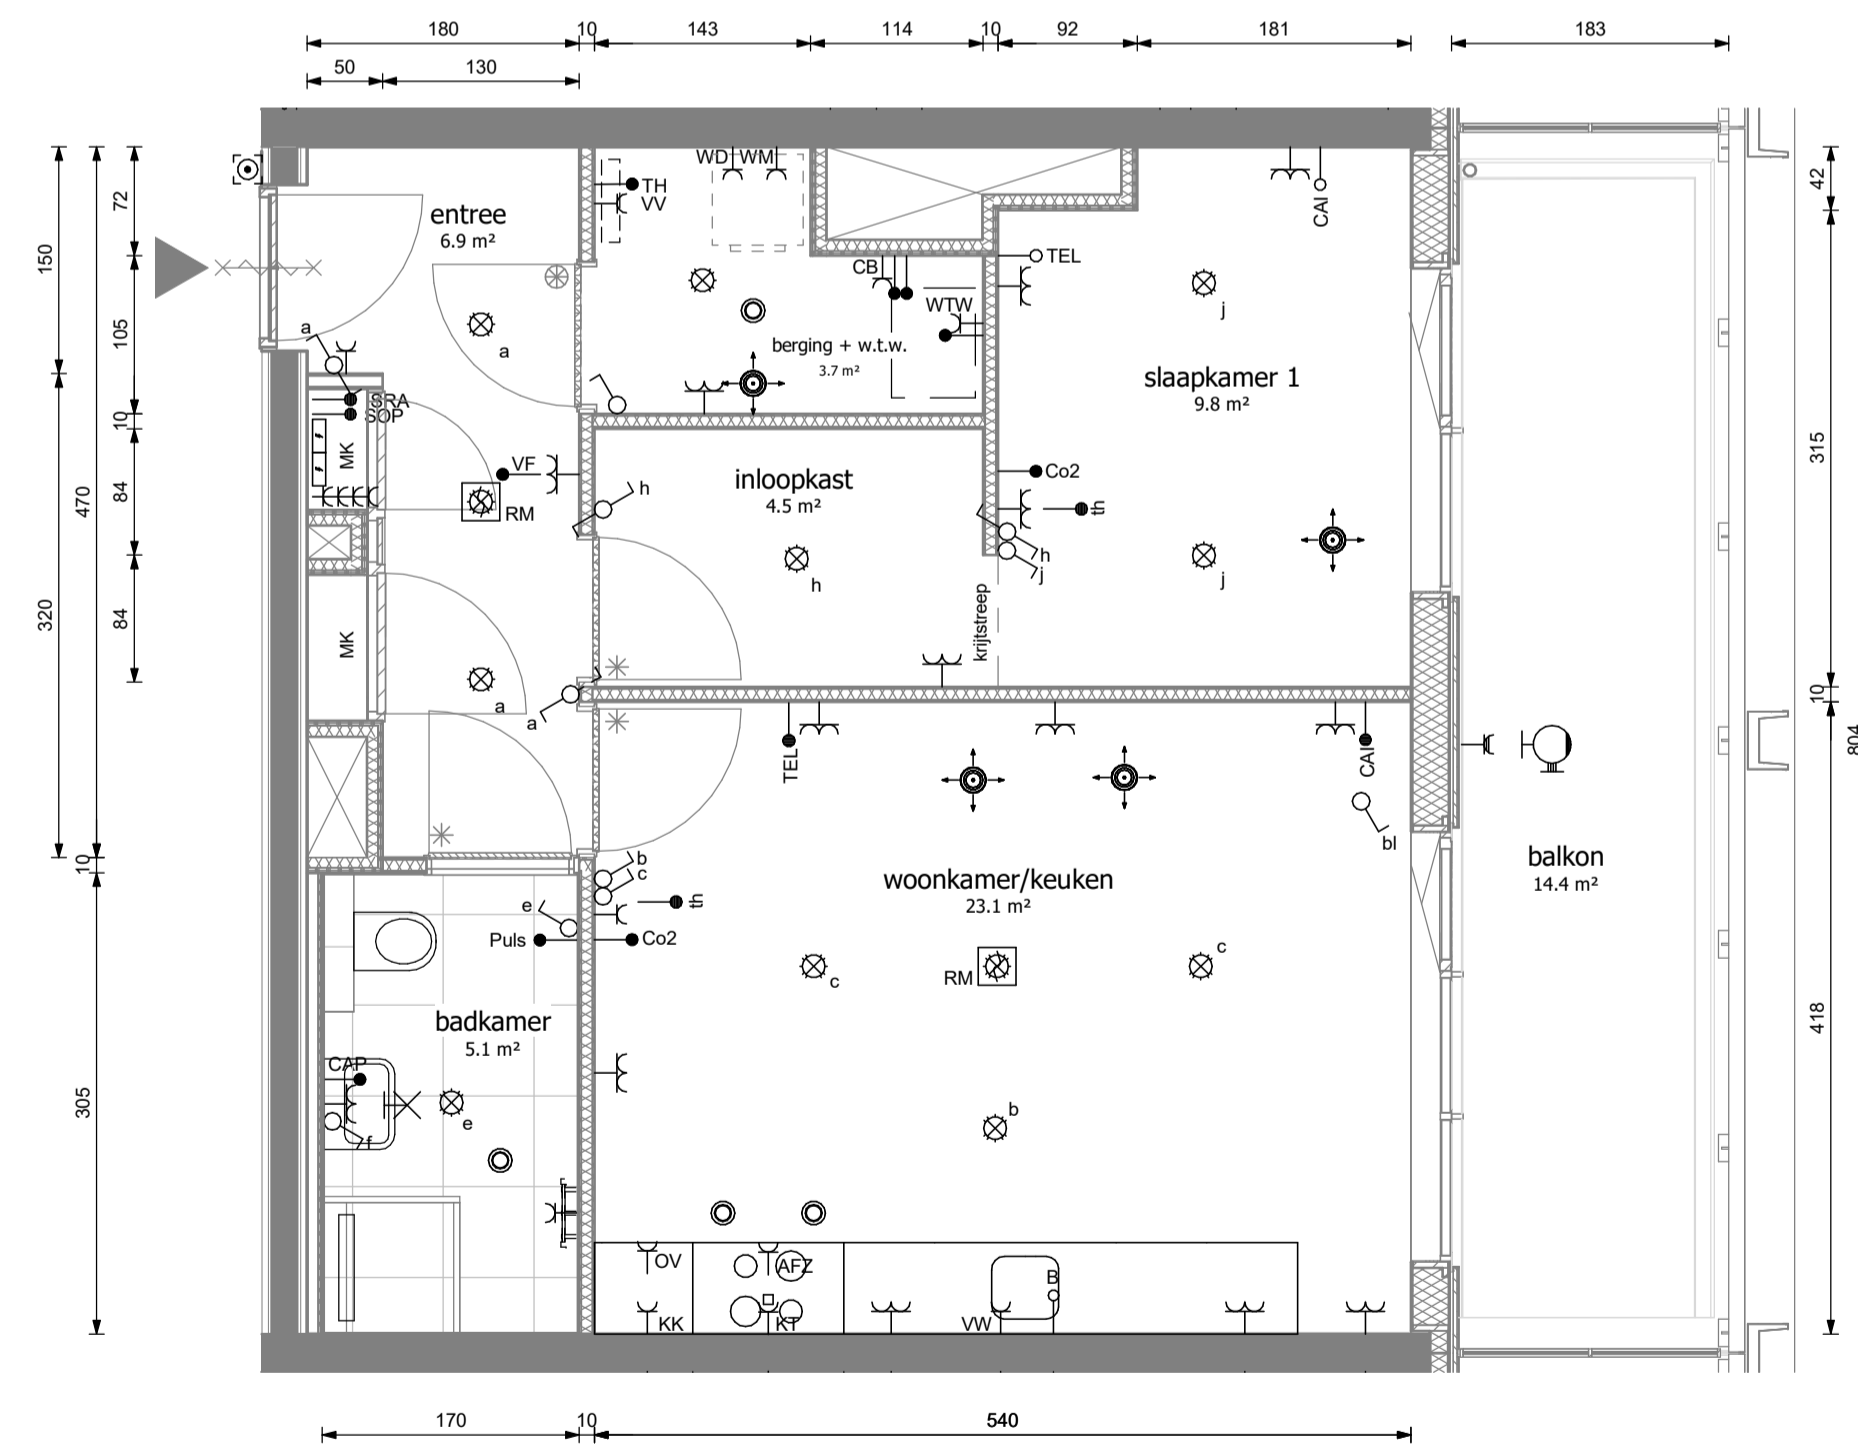 180
10
143
114
10
92
181
183
50
130
72
150
105
10
84
470
320
84
10
305
42
315
10
804
418
entree
6.9 m²
a
a
SRA
SOP
MK
VF
RM
MK
a
a
WD
WM
TH
VV
CB
WTW
berging + w.t.w.
3.7 m²
TEL
CAI
j
slaapkamer 1
9.8 m²
Co2
th
h
j
j
inloopkast
4.5 m²
h
h
krijtstreep
TEL
CAI
bl
woonkamer/keuken
23.1 m²
b
c
th
Co2
c
RM
c
b
balkon
14.4 m²
e
Puls
badkamer
5.1 m²
CAP
e
f
OV
AFZ
B
KK
KT
VW
170
10
540